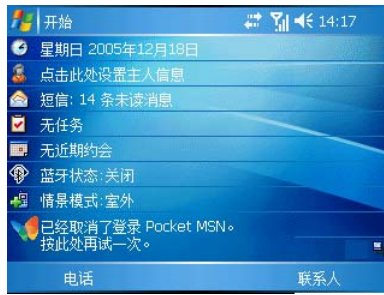 开始 14:17
星期日 2005年12月18日
点击此处设置主人信息
短信: 14 条未读消息
无任务
无近期约会
蓝牙状态:关闭
情景模式:室外
已经取消了登录 Pocket MSN。
按此处再试一次。
电话 联系人